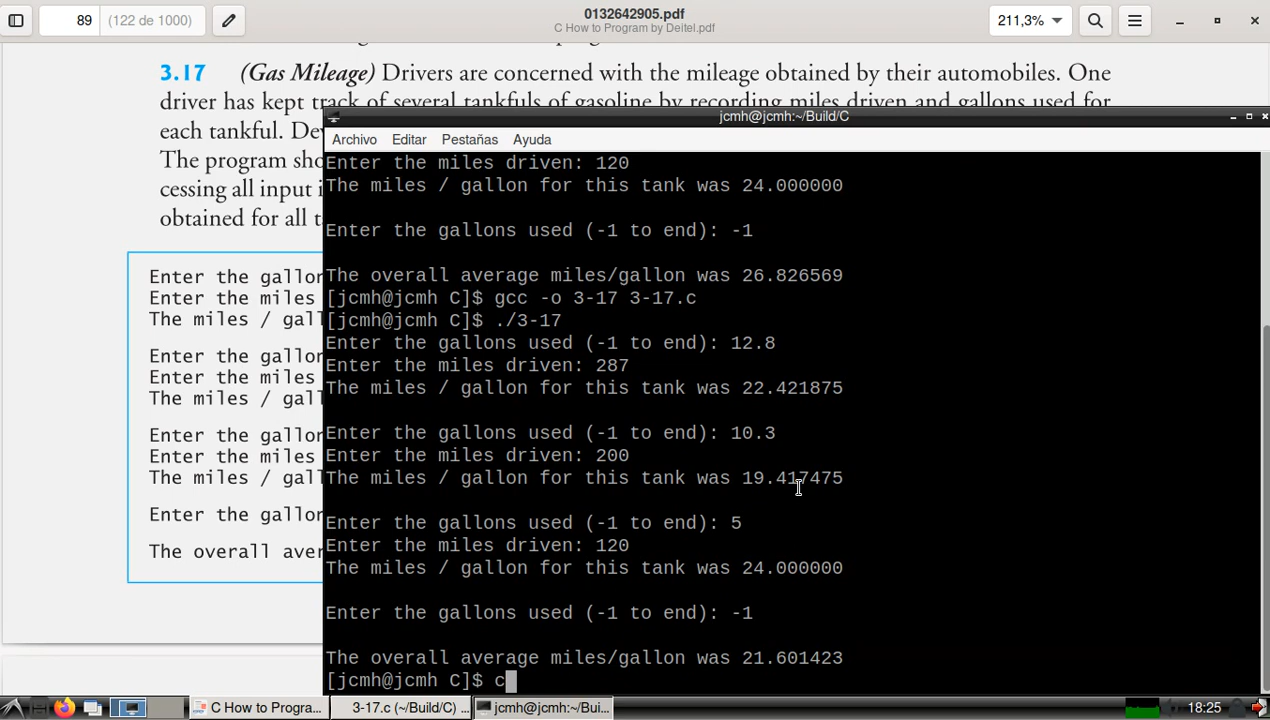 0132642905.pdf
C How to Program by Deitel.pdf
89
(122 de 1000)
211,3%
3.17 (Gas Mileage) Drivers are concerned with the mileage obtained by their automobiles. One
driver has kept track of several tankfuls of gasoline by recording miles driven and gallons used for
each tankful.
The program
cessing all input
obtained for all
Enter the
Enter the miles
The miles /
Enter the
Enter the miles
The miles /
Enter the
Enter the miles
The miles /
Enter the
The overall
jcmh@jcmh:~/Build/C
Archivo Editar Pestañas Ayuda
Enter the miles driven: 120
The miles / gallon for this tank was 24.000000
Enter the gallons used (-1 to end): -1
The overall average miles/gallon was 26.826569
[jcmh@jcmh C]$ gcc -o 3-17 3-17.c
[jcmh@jcmh C]$ ./3-17
Enter the gallons used (-1 to end): 12.8
Enter the miles driven: 287
The miles / gallon for this tank was 22.421875
Enter the gallons used (-1 to end): 10.3
Enter the miles driven: 200
The miles / gallon for this tank was 19.417475
Enter the gallons used (-1 to end): 5
Enter the miles driven: 120
The miles / gallon for this tank was 24.000000
Enter the gallons used (-1 to end): -1
The overall average miles/gallon was 21.601423
[jcmh@jcmh C]$ c
C How to Progra...
3-17.c (~/Build/C) ...
jcmh@jcmh:~/Bui...
18:25